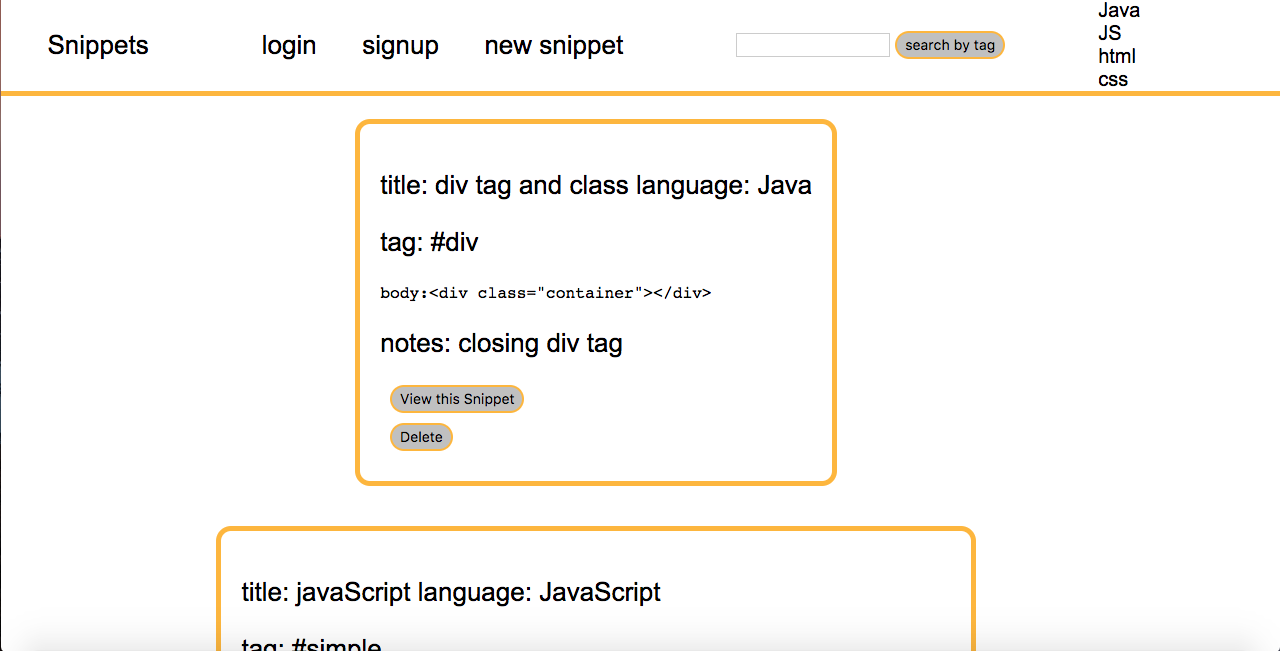 Snippets login signup new snippet search by tag
Java
JS
html
css
title: div tag and class language: Java
tag: #div
body:<div class="container"></div>
notes: closing div tag
View this Snippet
Delete
title: javaScript language: JavaScript
tag: #simple